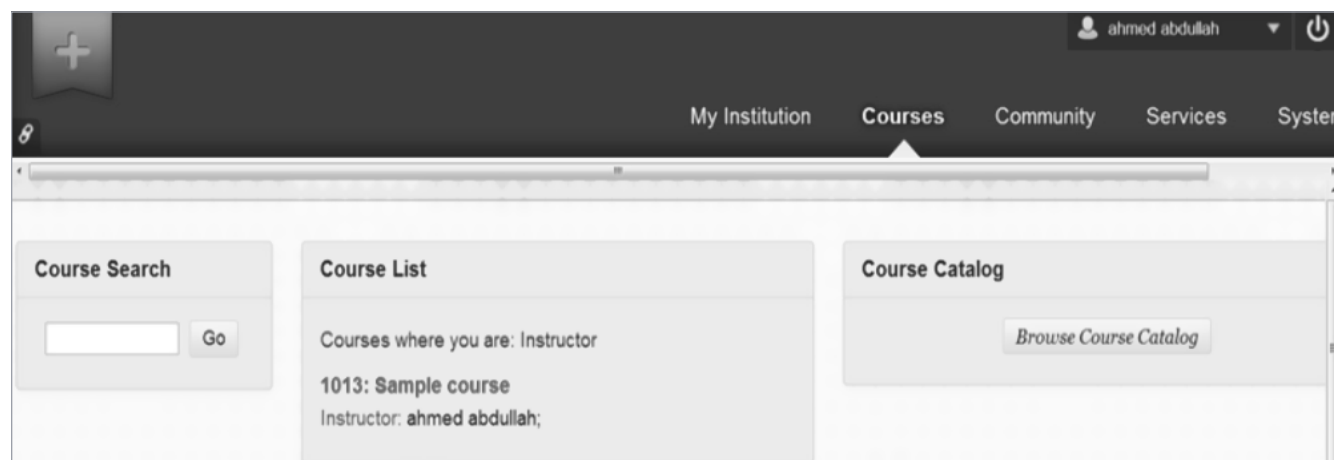 ahmed abdullah
My Institution Courses Community Services System
Course Search
Go
Course List
Courses where you are: Instructor
1013: Sample course
Instructor: ahmed abdullah;
Course Catalog
Browse Course Catalog